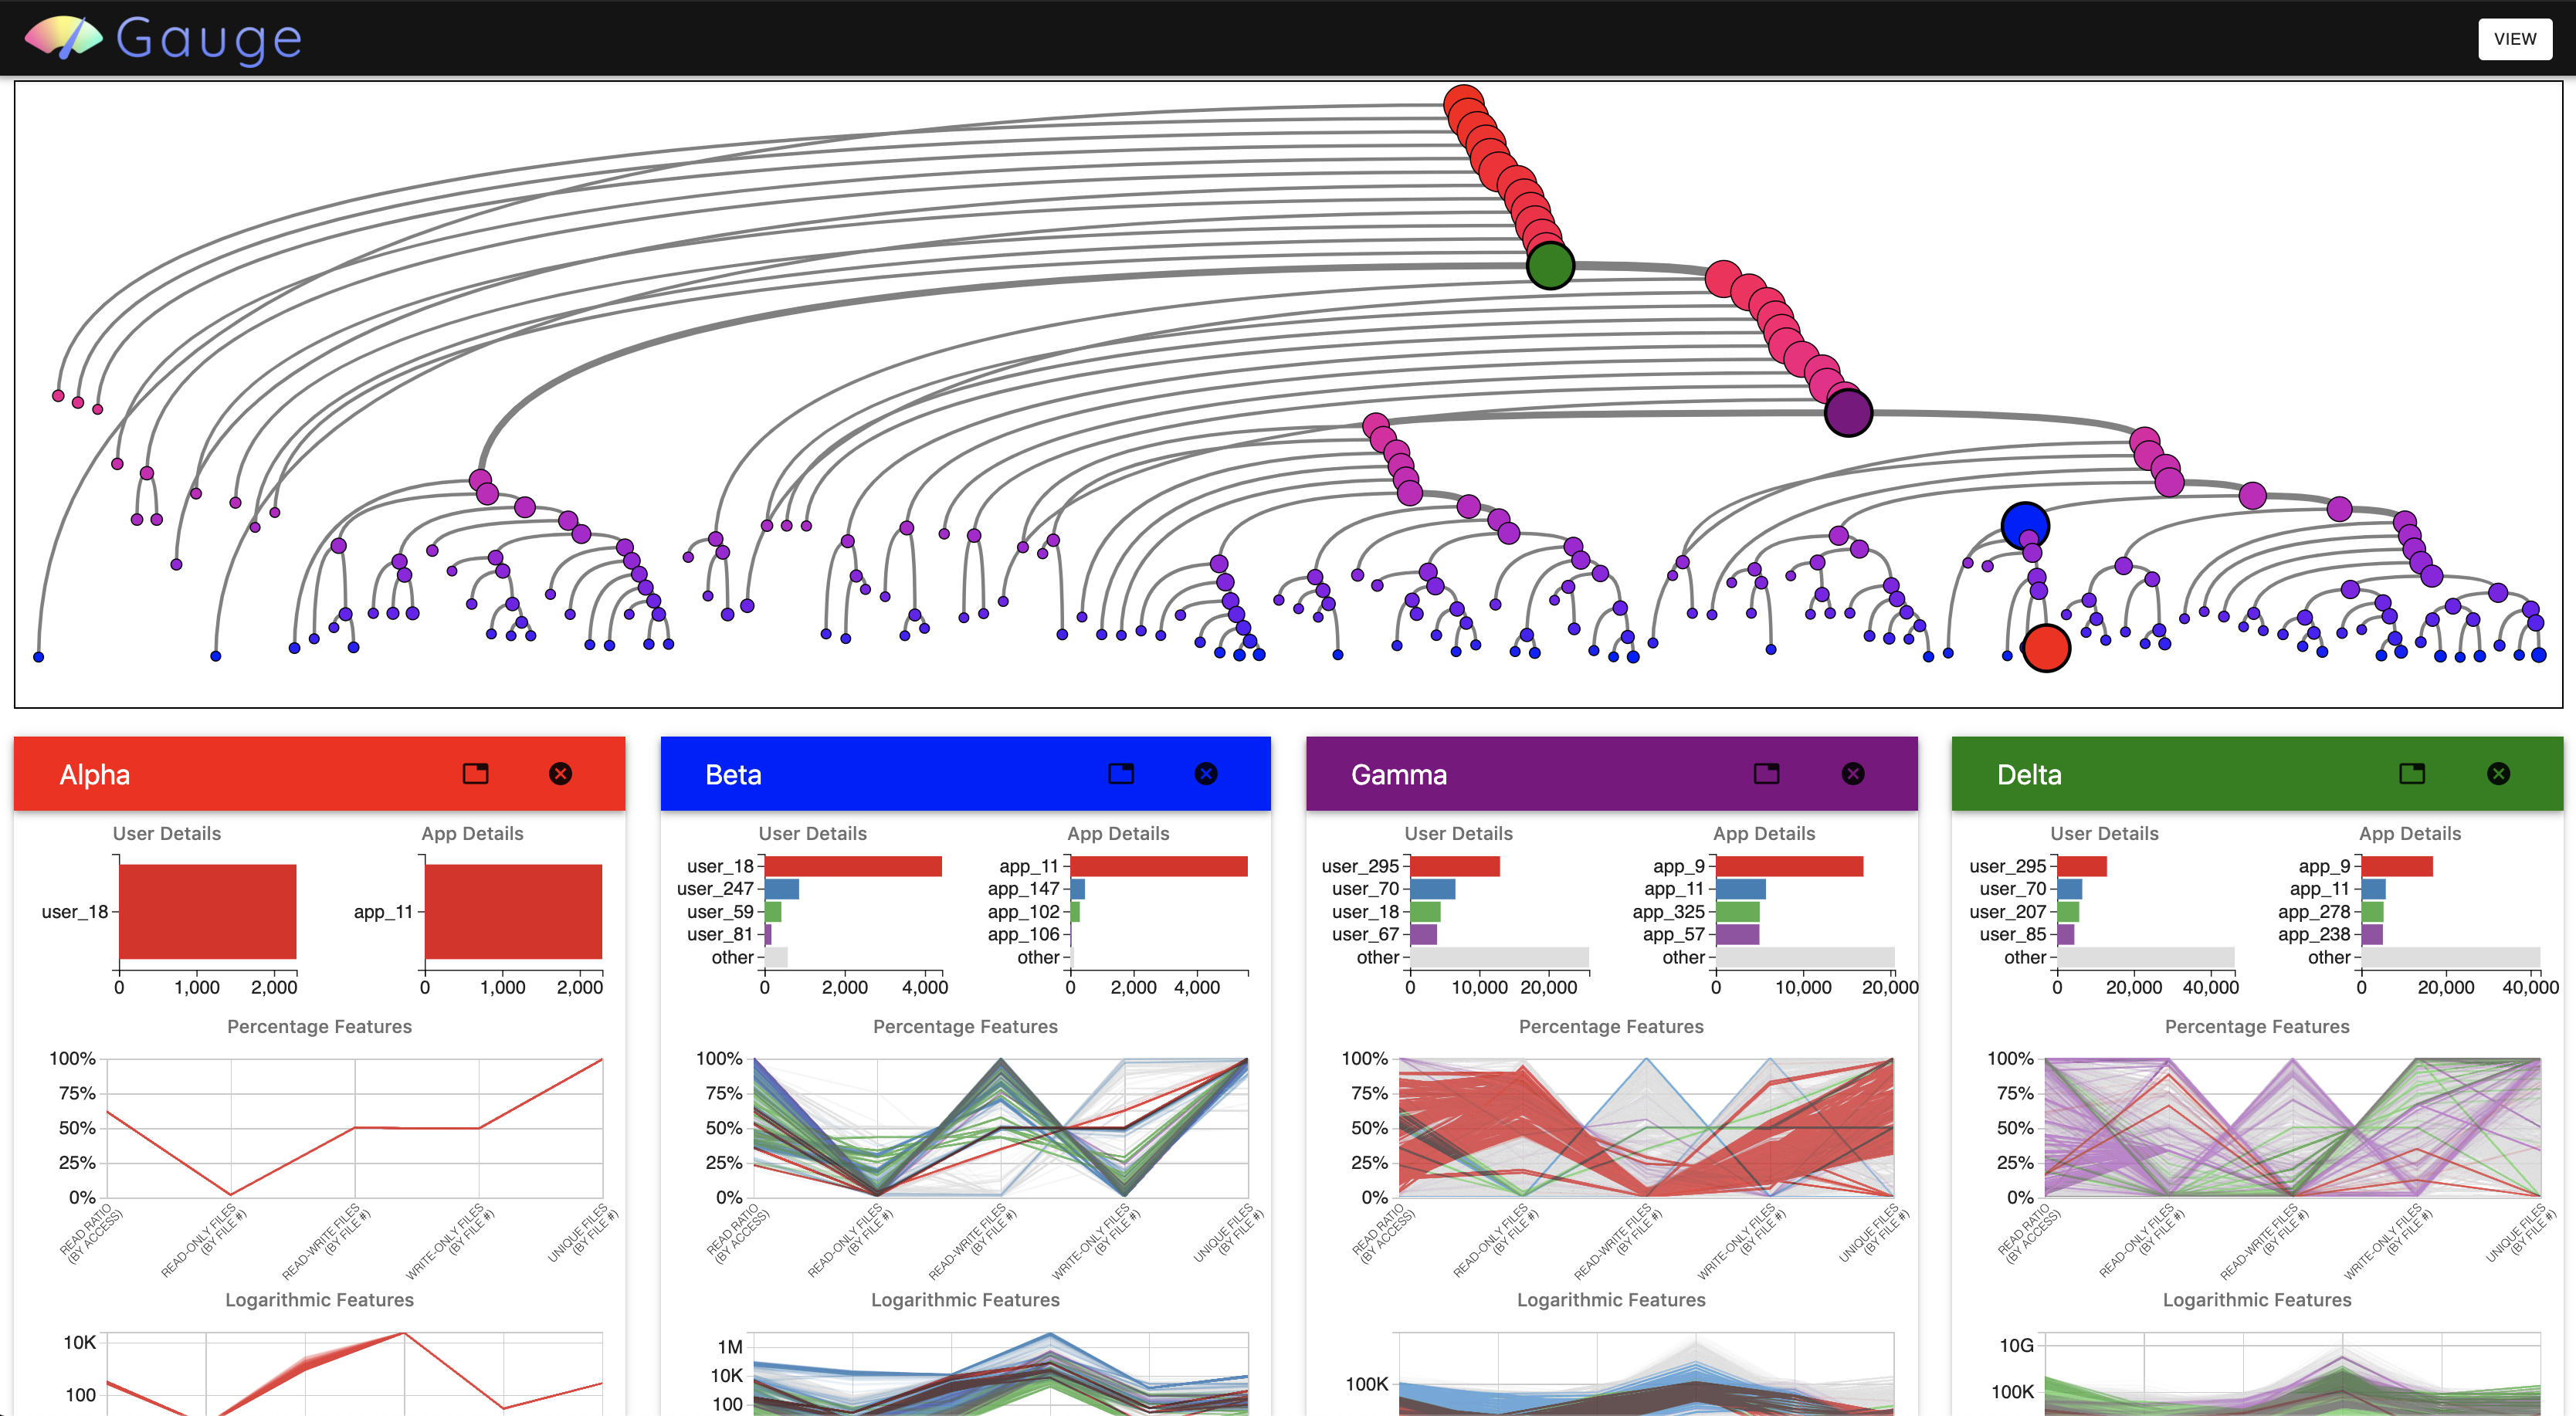 Gauge
VIEW
Alpha
User Details
App Details
user_18
app_11
0 1,000 2,000
0 1,000 2,000
Percentage Features
100%
75%
50%
25%
0%
READ RATIO
(BY ACCESS)
READ-ONLY FILES
(BY FILE #)
READ-WRITE FILES
(BY FILE #)
WRITE-ONLY FILES
(BY FILE #)
UNIQUE FILES
(BY FILE #)
Logarithmic Features
10K
100
Beta
User Details
App Details
user_18
user_247
user_59
user_81
other
0 2,000 4,000
app_11
app_147
app_102
app_106
other
0 2,000 4,000
Percentage Features
100%
75%
50%
25%
0%
READ RATIO
(BY ACCESS)
READ-ONLY FILES
(BY FILE #)
READ-WRITE FILES
(BY FILE #)
WRITE-ONLY FILES
(BY FILE #)
UNIQUE FILES
(BY FILE #)
Logarithmic Features
1M
10K
100
Gamma
User Details
App Details
user_295
user_70
user_18
user_67
other
0 10,000 20,000
app_9
app_11
app_325
app_57
other
0 10,000 20,000
Percentage Features
100%
75%
50%
25%
0%
READ RATIO
(BY ACCESS)
READ-ONLY FILES
(BY FILE #)
READ-WRITE FILES
(BY FILE #)
WRITE-ONLY FILES
(BY FILE #)
UNIQUE FILES
(BY FILE #)
Logarithmic Features
100K
Delta
User Details
App Details
user_295
user_70
user_207
user_85
other
0 20,000 40,000
app_9
app_11
app_278
app_238
other
0 20,000 40,000
Percentage Features
100%
75%
50%
25%
0%
READ RATIO
(BY ACCESS)
READ-ONLY FILES
(BY FILE #)
READ-WRITE FILES
(BY FILE #)
WRITE-ONLY FILES
(BY FILE #)
UNIQUE FILES
(BY FILE #)
Logarithmic Features
10G
100K